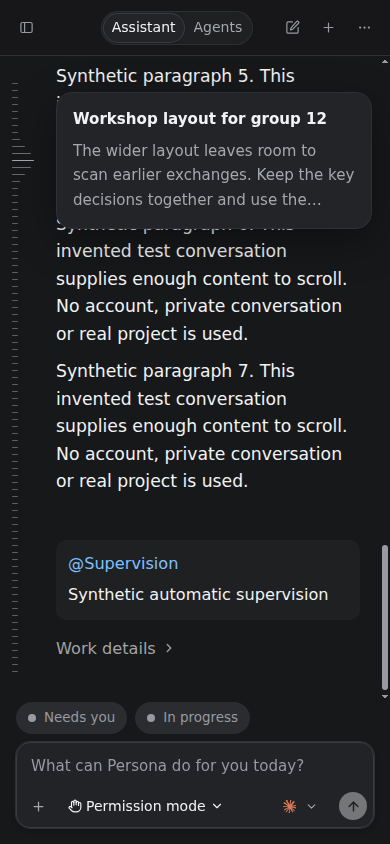 Assistant
Agents
Synthetic paragraph 5. This
Workshop layout for group 12
The wider layout leaves room to
scan earlier exchanges. Keep the key
decisions together and use the…
invented test conversation
supplies enough content to scroll.
No account, private conversation
or real project is used.
Synthetic paragraph 7. This
invented test conversation
supplies enough content to scroll.
No account, private conversation
or real project is used.
@Supervision
Synthetic automatic supervision
Work details
Needs you
In progress
What can Persona do for you today?
Permission mode